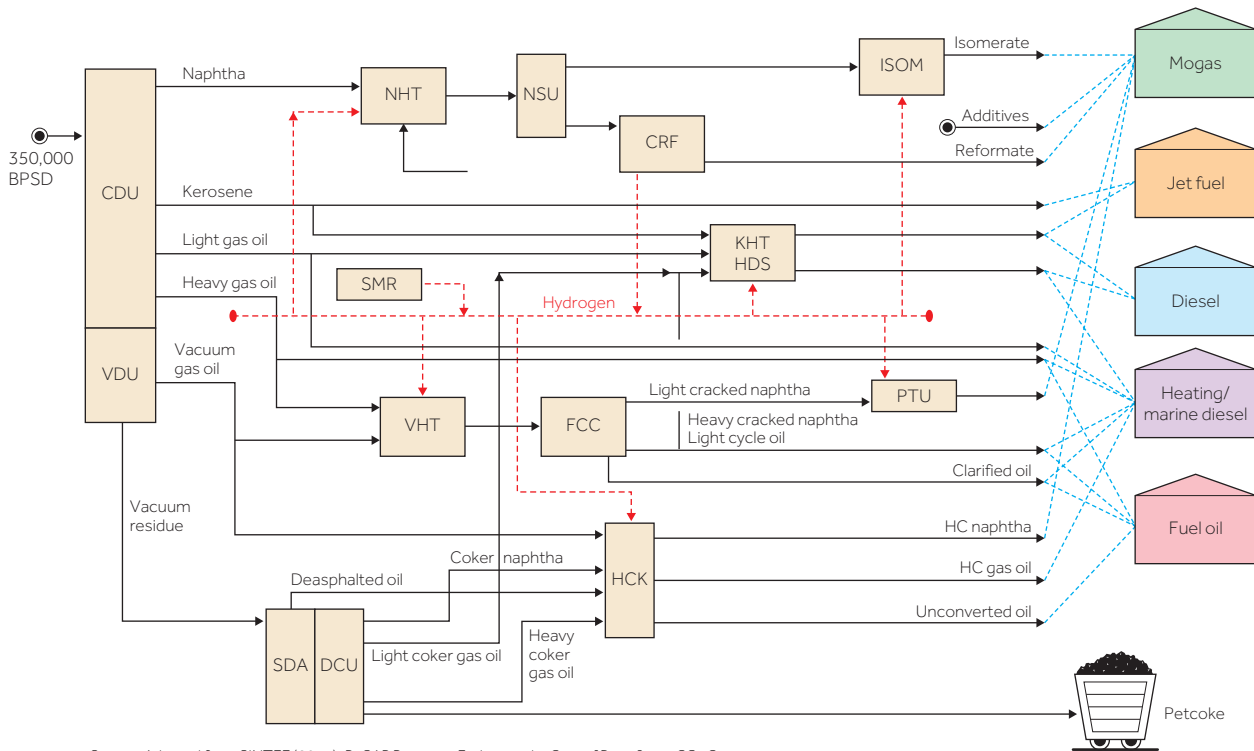 Naphtha
NHT
NSU
ISOM
Isomerate
Mogas
350,000
BPSD
CDU
Additives
CRF
Reformate
Kerosene
Jet fuel
Light gas oil
KHT
HDS
Heavy gas oil
SMR
Hydrogen
Diesel
VDU
Vacuum
gas oil
Light cracked naphtha
PTU
Heating/
marine diesel
VHT
FCC
Heavy cracked naphtha
Light cycle oil
Clarified oil
Vacuum
residue
HC naphtha
Fuel oil
Coker naphtha
Deasphalted oil
HCK
HC gas oil
Unconverted oil
SDA
DCU
Light coker gas oil
Heavy
coker
gas oil
Petcoke